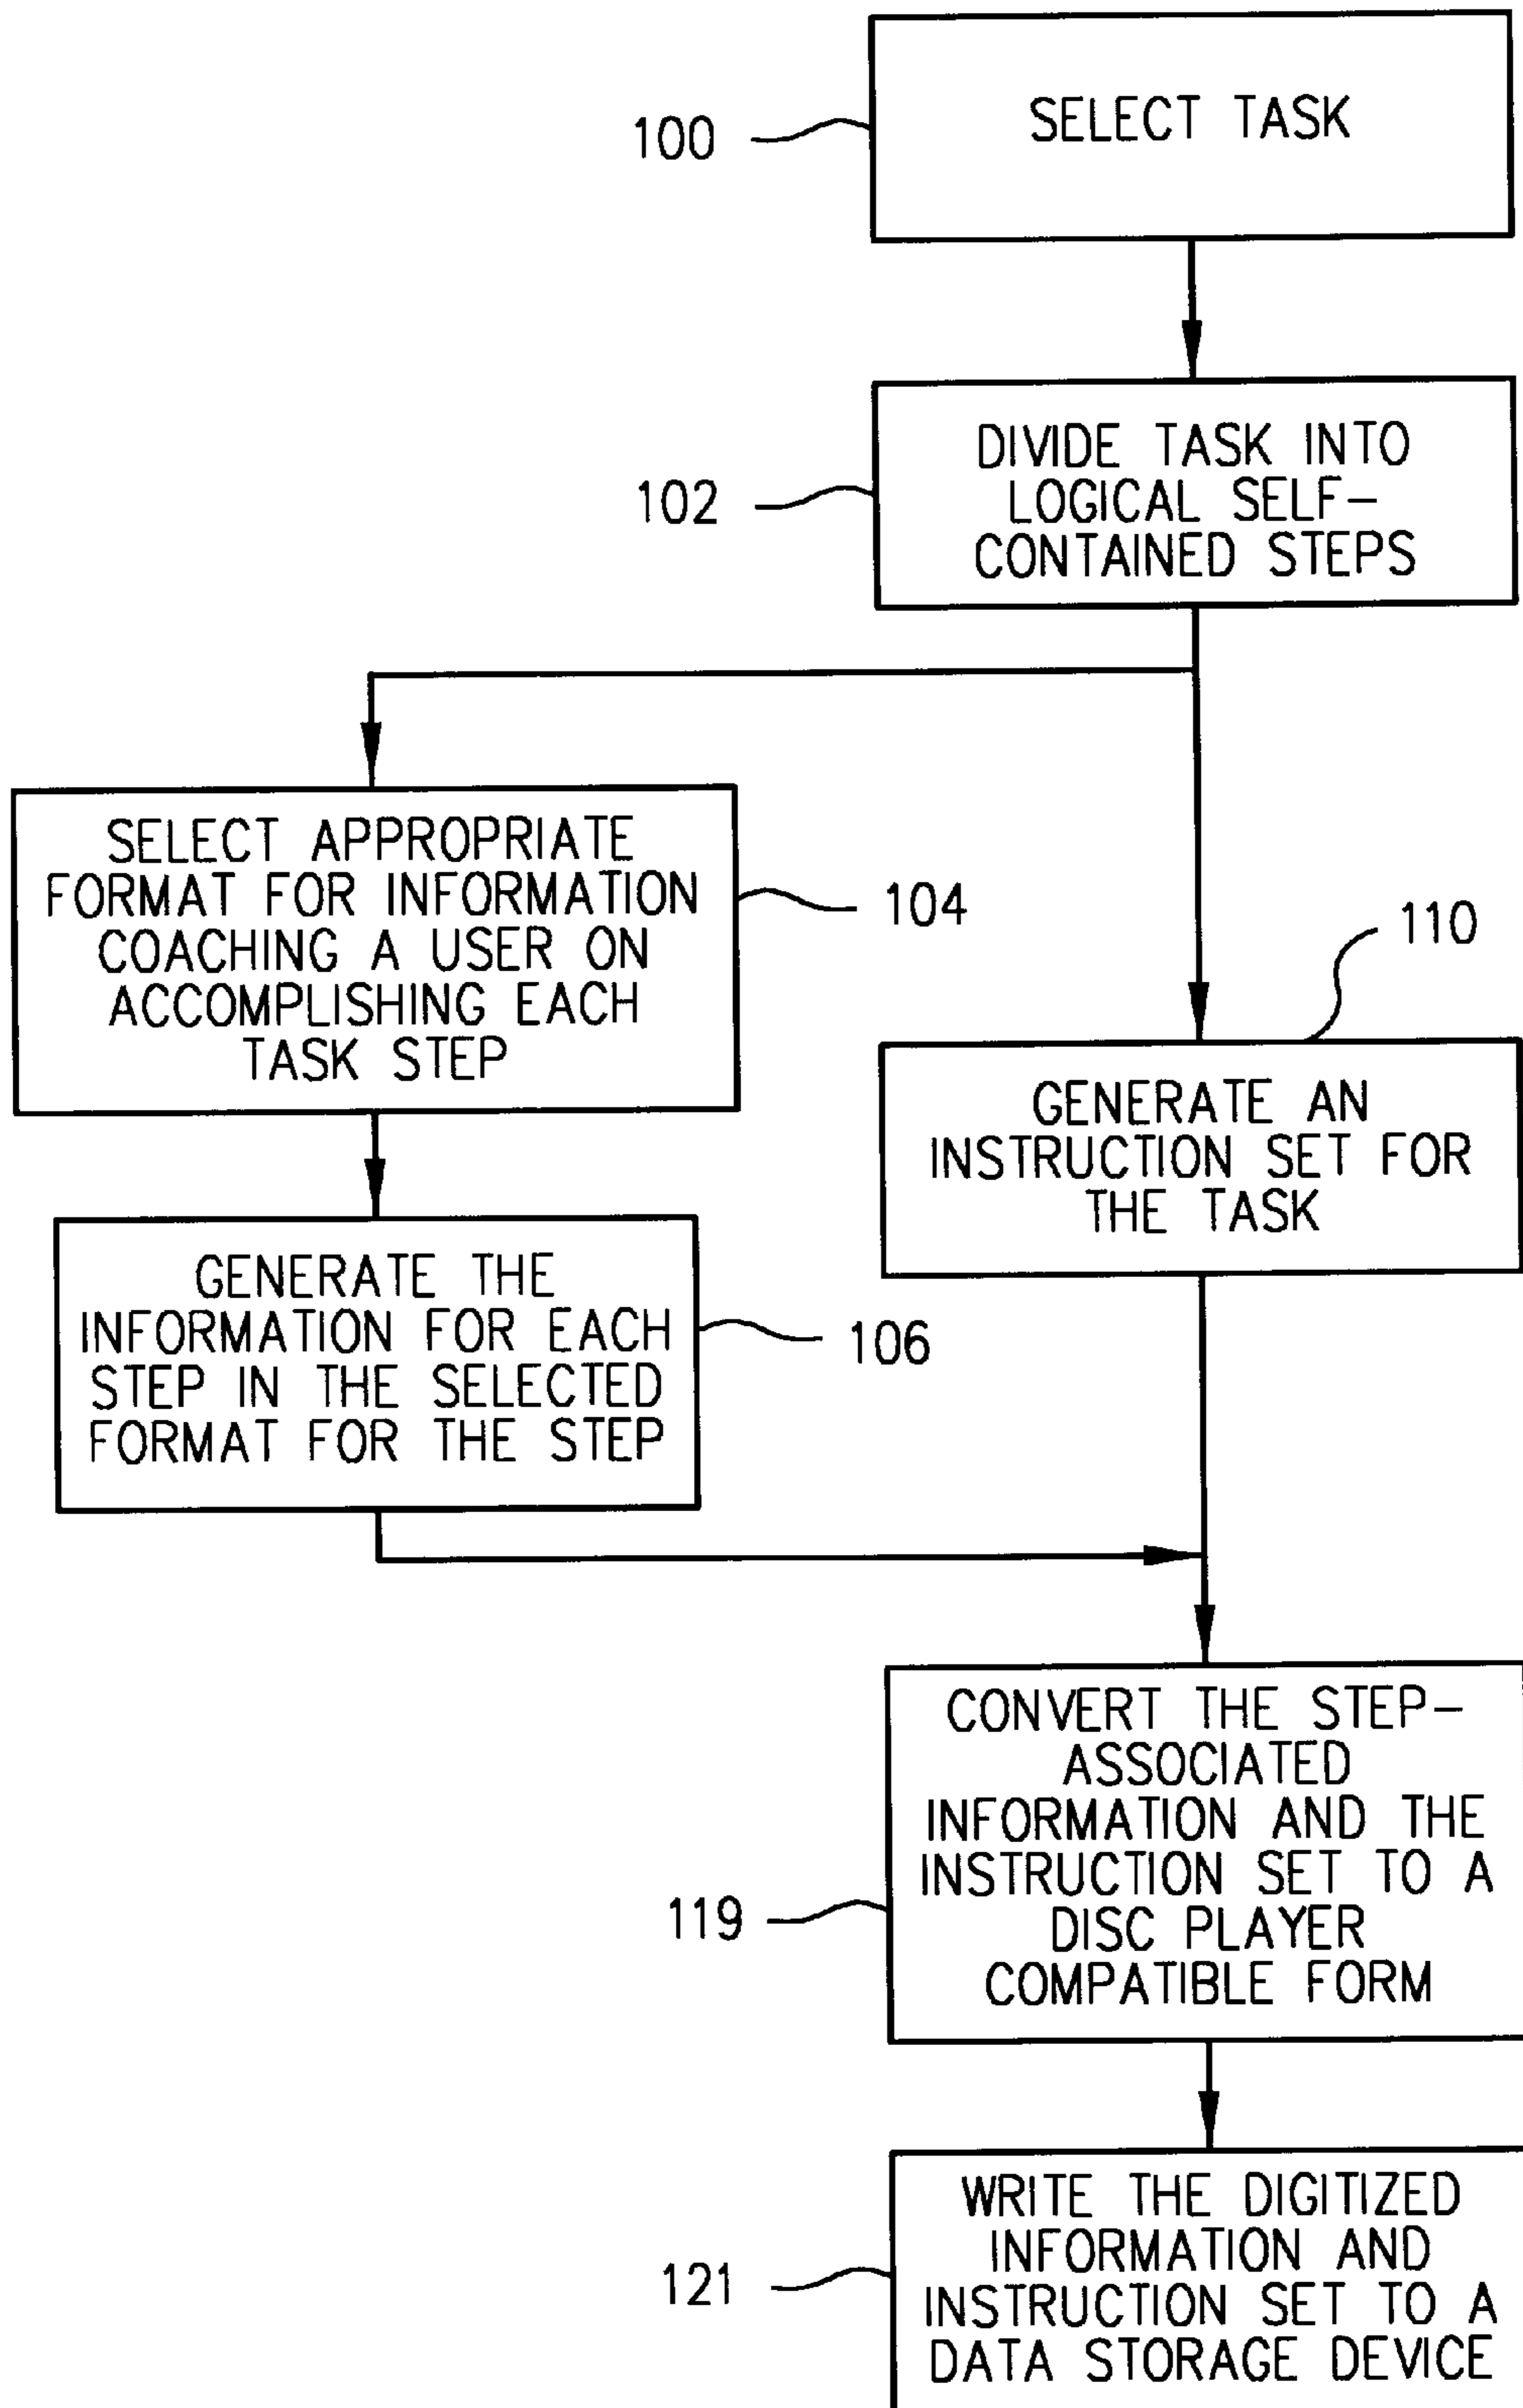 SELECT TASK
100
DIVIDE TASK INTO
LOGICAL SELF-
CONTAINED STEPS
102
SELECT APPROPRIATE
FORMAT FOR INFORMATION
COACHING A USER ON
ACCOMPLISHING EACH
TASK STEP
104
110
GENERATE AN
INSTRUCTION SET FOR
THE TASK
GENERATE THE
INFORMATION FOR EACH
STEP IN THE SELECTED
FORMAT FOR THE STEP
106
CONVERT THE STEP-
ASSOCIATED
INFORMATION AND THE
INSTRUCTION SET TO A
DISC PLAYER
COMPATIBLE FORM
119
WRITE THE DIGITIZED
INFORMATION AND
INSTRUCTION SET TO A
DATA STORAGE DEVICE
121